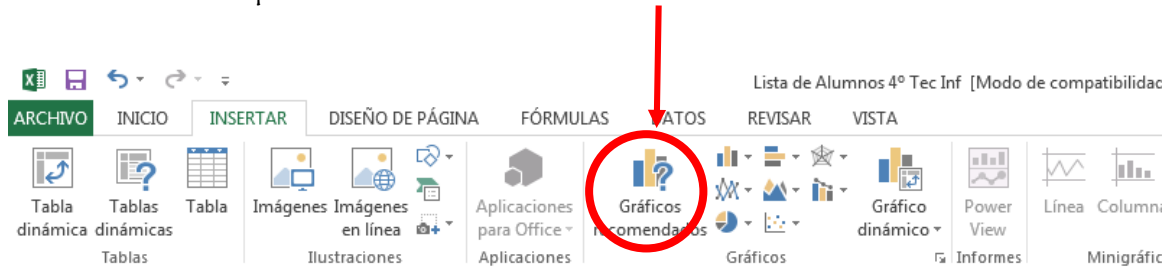 Lista de Alumnos 4º Tec Inf [Modo de compatibilidad
ARCHIVO INICIO INSERTAR DISEÑO DE PÁGINA FÓRMULAS DATOS REVISAR VISTA
Tabla dinámica
Tablas dinámicas
Tabla
Imágenes
Imágenes en línea
Aplicaciones para Office
Gráficos recomendados
Gráfico dinámico
Power View
Línea
Columna
Tablas
Ilustraciones
Aplicaciones
Gráficos
Informes
Minigráfic